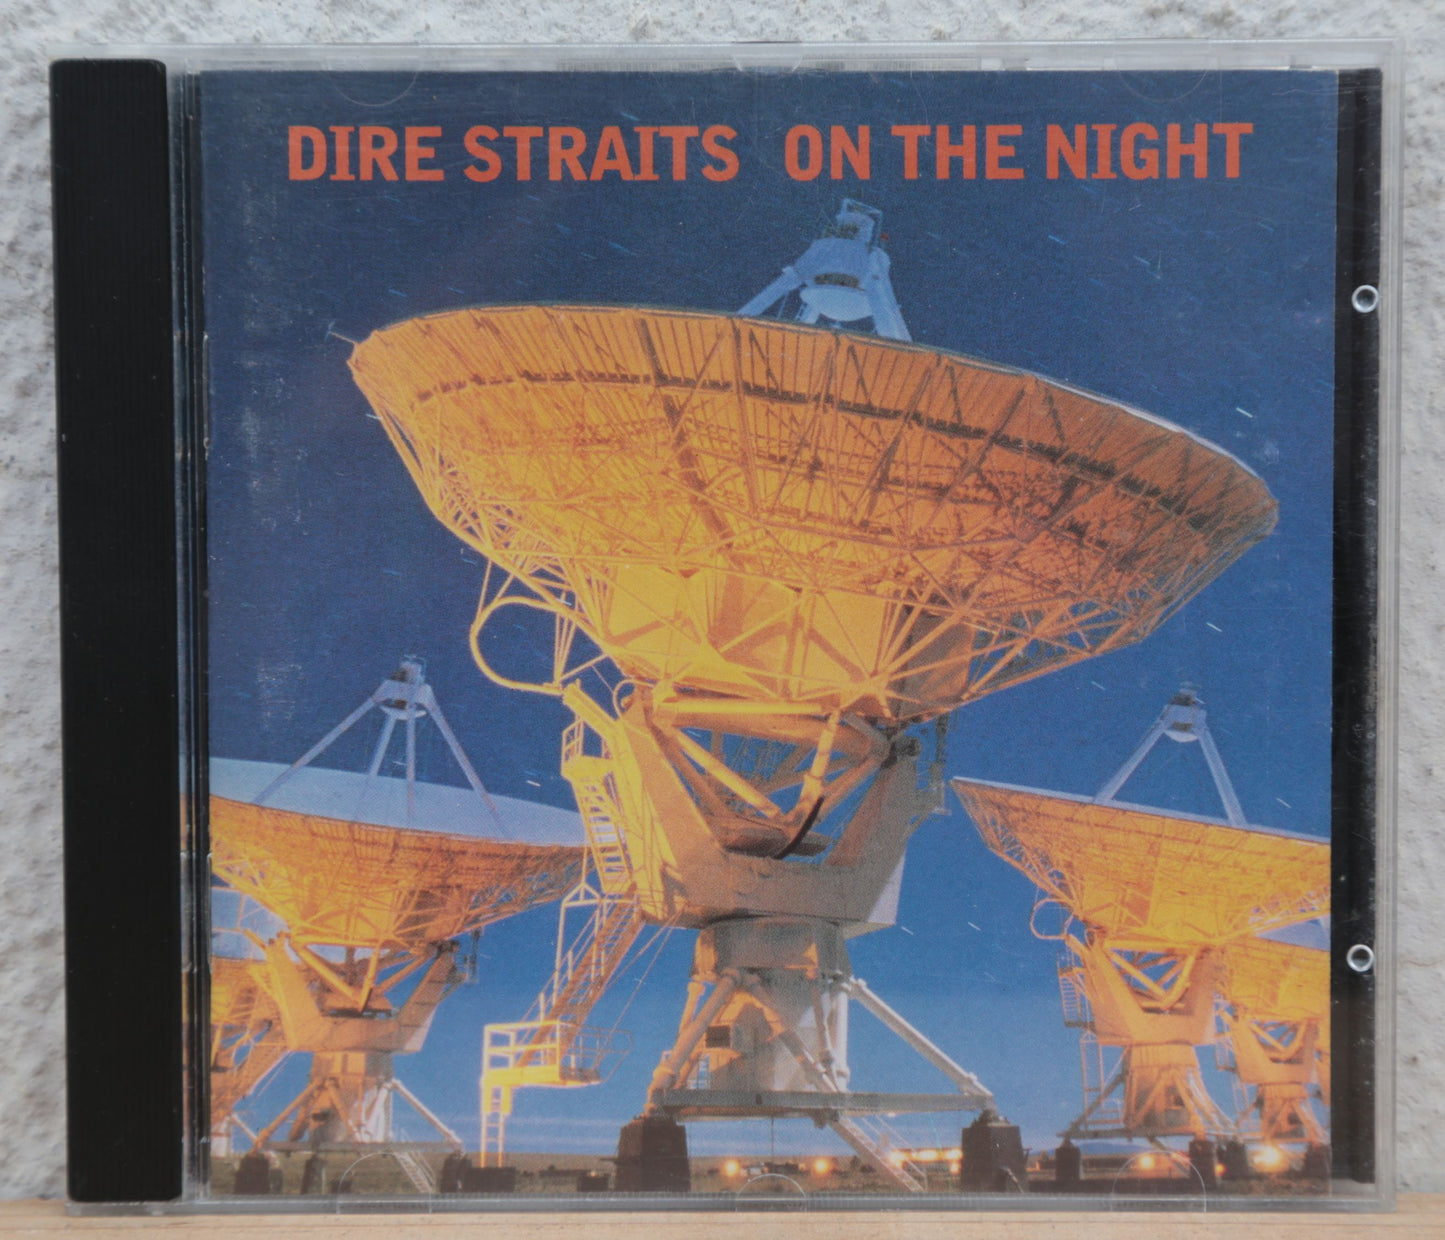 DIRE STRAITS ON THE NIGHT